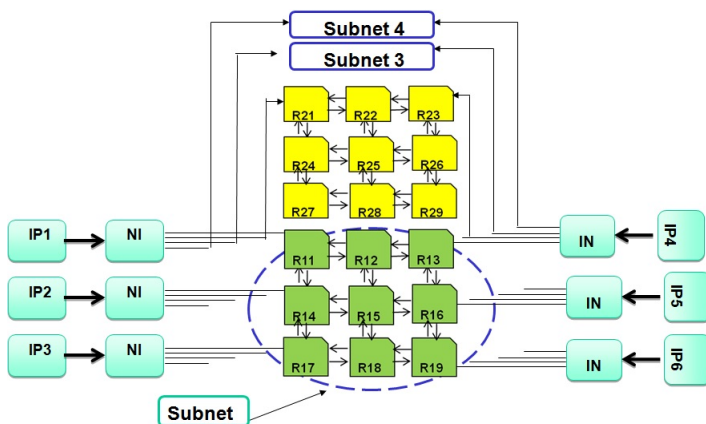 Subnet 4
Subnet 3
R21 R22 R23
R24 R25 R26
R27 R28 R29
IP1 NI IN IP4
R11 R12 R13
IP2 NI IN IP5
R14 R15 R16
IP3 NI IN IP6
R17 R18 R19
Subnet